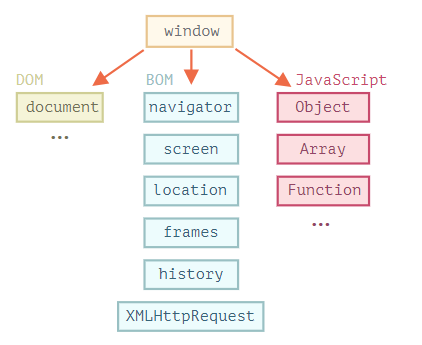 window
DOM BOM JavaScript
document navigator Object
... screen Array
location Function
frames ...
history
XMLHttpRequest